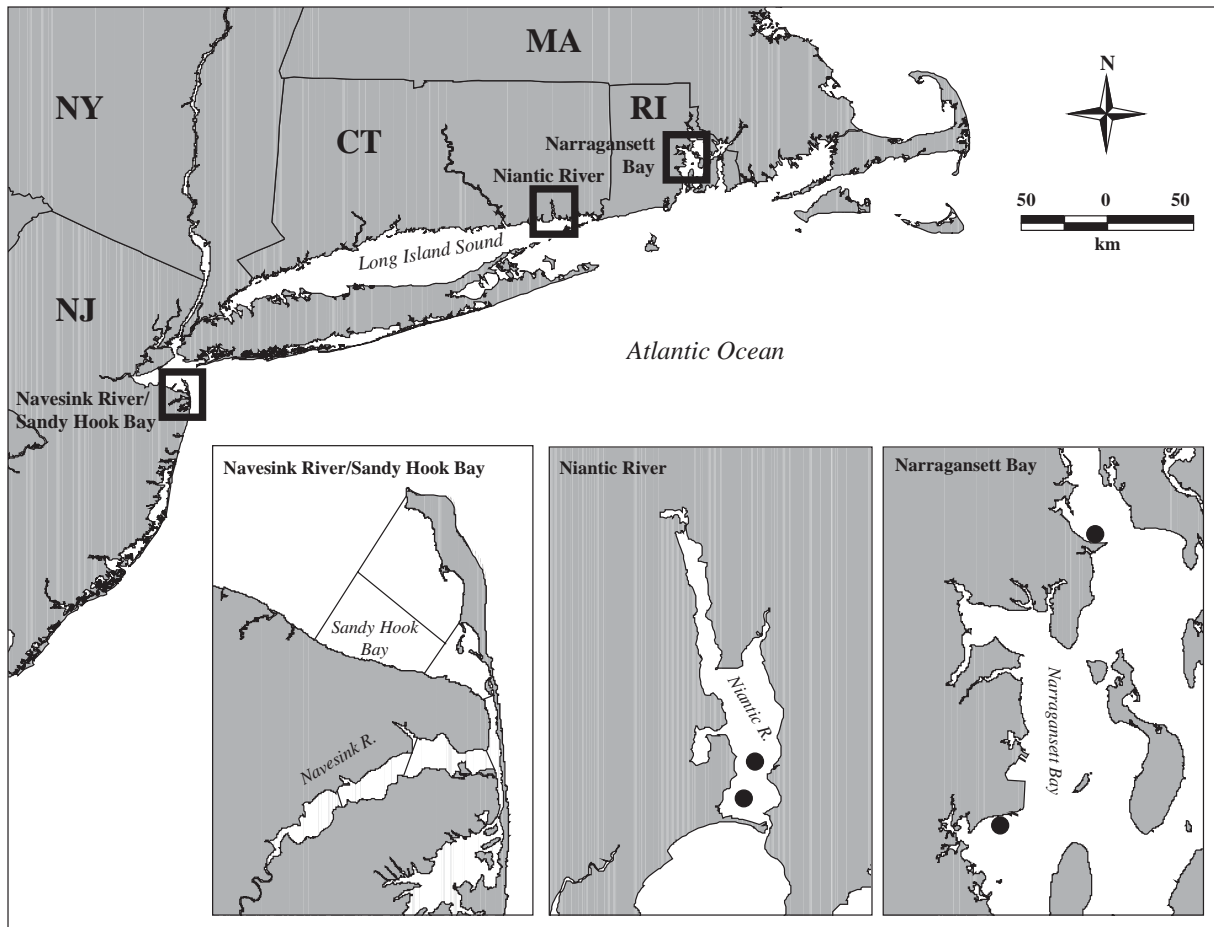 MA
N
NY
RI
CT
Narragansett
Bay
Niantic River
50 0 50
km
Long Island Sound
NJ
Atlantic Ocean
Navesink River/
Sandy Hook Bay
Navesink River/Sandy Hook Bay
Sandy Hook
Bay
Navesink R.
Niantic River
Niantic R.
Narragansett Bay
Narragansett Bay